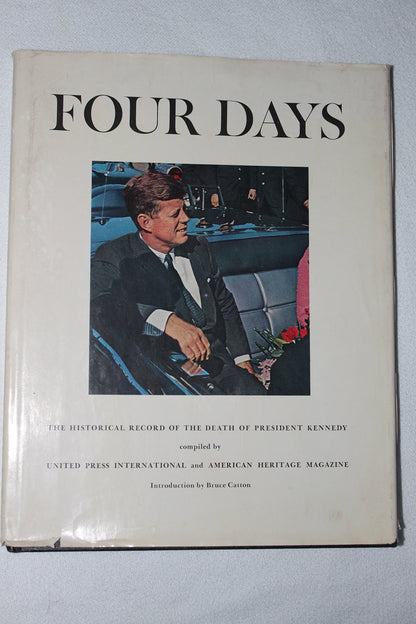 FOUR DAYS
THE HISTORICAL RECORD OF THE DEATH OF PRESIDENT KENNEDY
compiled by
UNITED PRESS INTERNATIONAL and AMERICAN HERITAGE MAGAZINE
Introduction by Bruce Catton